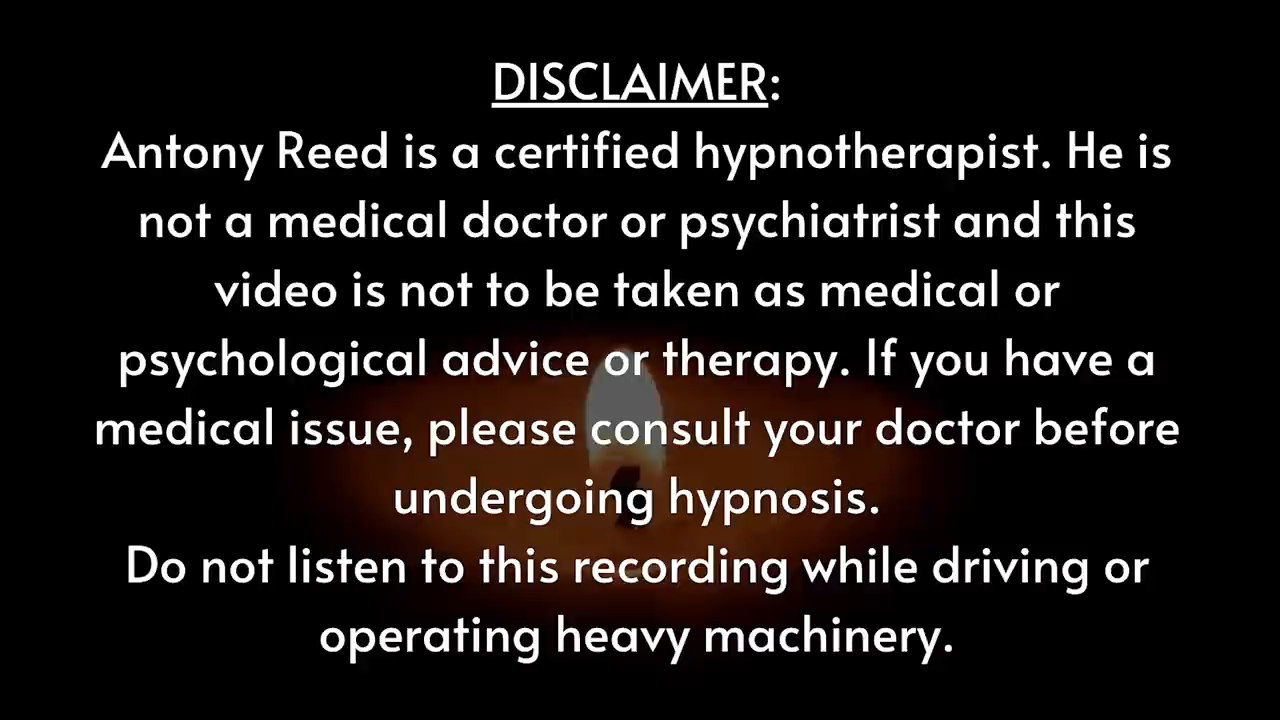 DISCLAIMER:
Antony Reed is a certified hypnotherapist. He is
not a medical doctor or psychiatrist and this
video is not to be taken as medical or
psychological advice or therapy. If you have a
medical issue, please consult your doctor before
undergoing hypnosis.
Do not listen to this recording while driving or
operating heavy machinery.